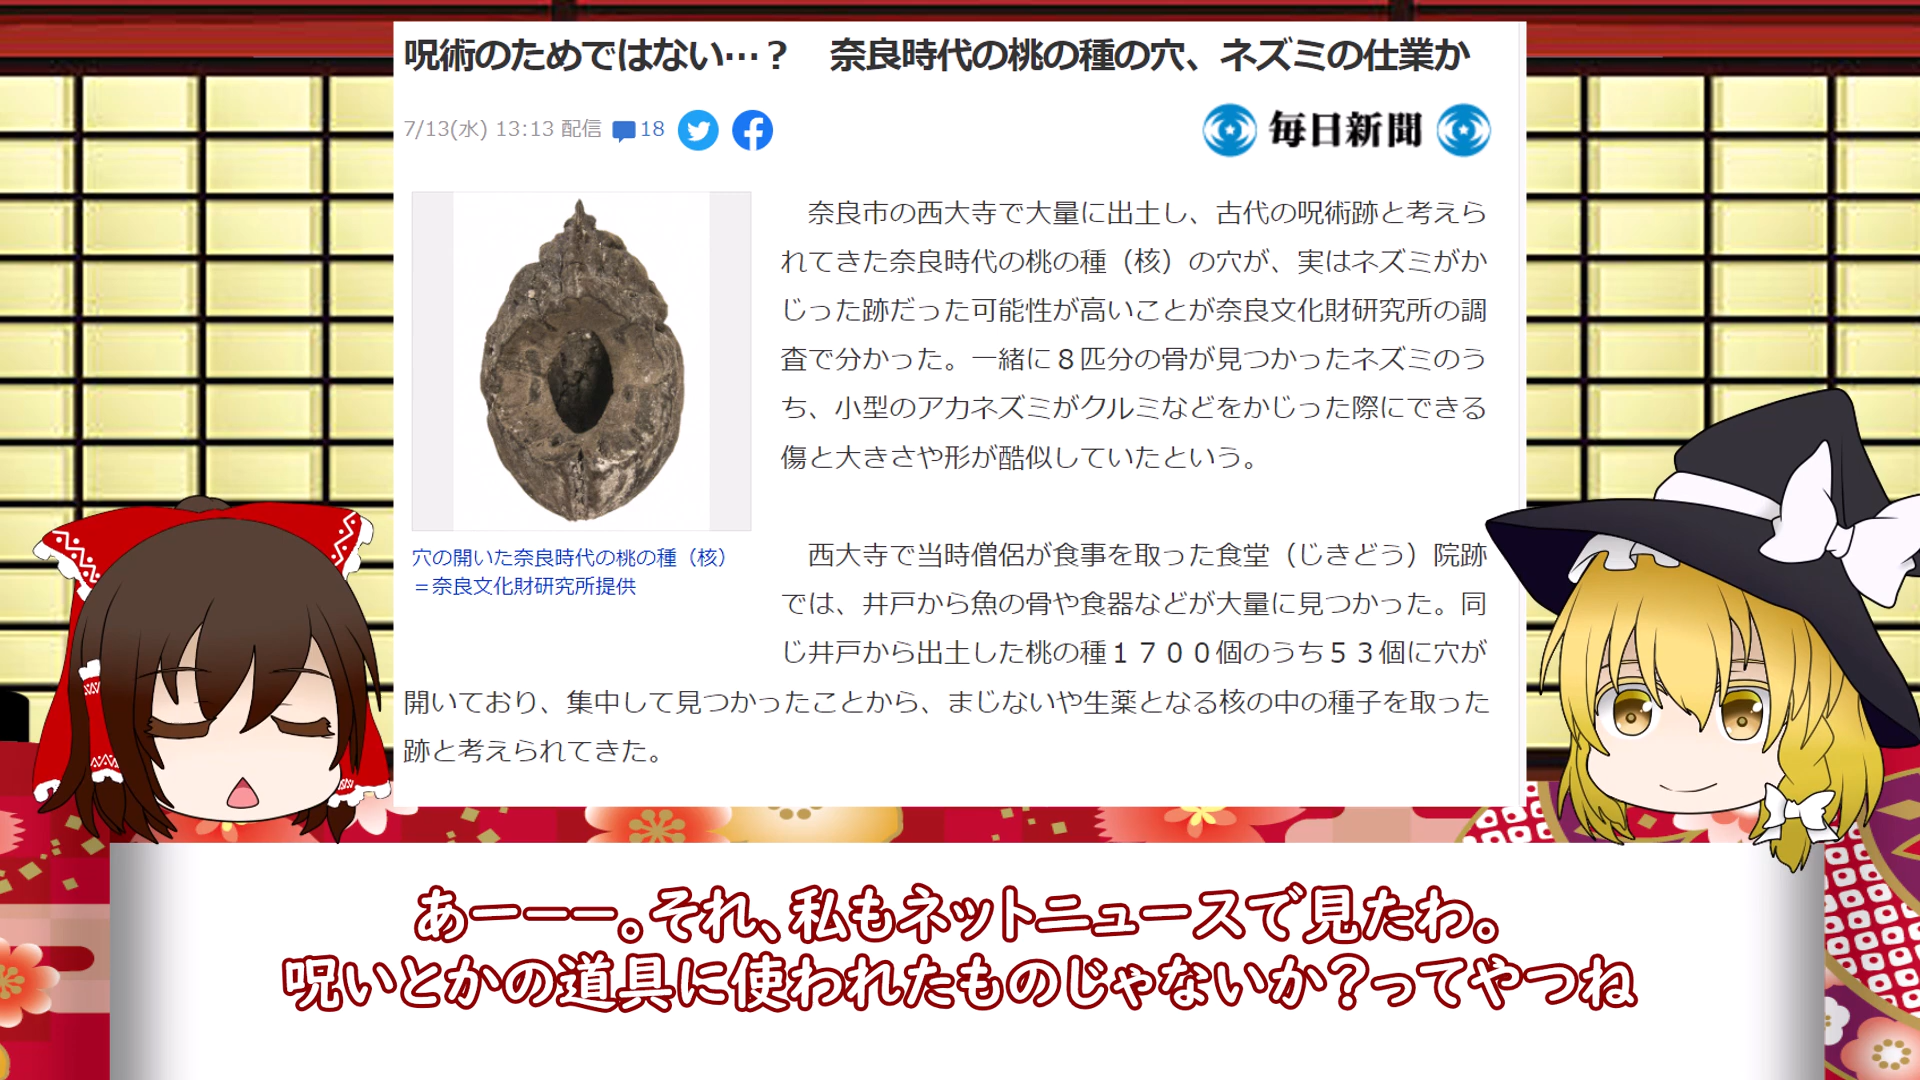 呪術のためではない…？　奈良時代の桃の種の穴、ネズミの仕業か
7/13(水) 13:13 配信 18
毎日新聞
奈良市の西大寺で大量に出土し、古代の呪術跡と考えら
れてきた奈良時代の桃の種（核）の穴が、実はネズミがか
じった跡だった可能性が高いことが奈良文化財研究所の調
査で分かった。一緒に８匹分の骨が見つかったネズミのう
ち、小型のアカネズミがクルミなどをかじった際にできる
傷と大きさや形が酷似していたという。
穴の開いた奈良時代の桃の種（核）
＝奈良文化財研究所提供
西大寺で当時僧侶が食事を取った食堂（じきどう）院跡
では、井戸から魚の骨や食器などが大量に見つかった。同
じ井戸から出土した桃の種１７００個のうち５３個に穴が
開いており、集中して見つかったことから、まじないや生薬となる核の中の種子を取った
跡と考えられてきた。
あーーー。それ、私もネットニュースで見たわ。
呪いとかの道具に使われたものじゃないか？ってやつね